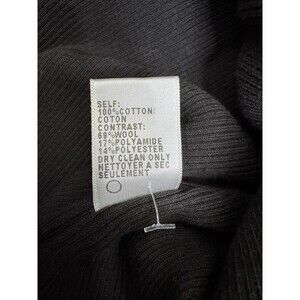 SELF:
100%COTTON/
COTON
CONTRAST:
69%WOOL
17%POLYAMIDE
14%POLYESTER
DRY CLEAN ONLY
NETTOYER A SEC
SEULEMENT